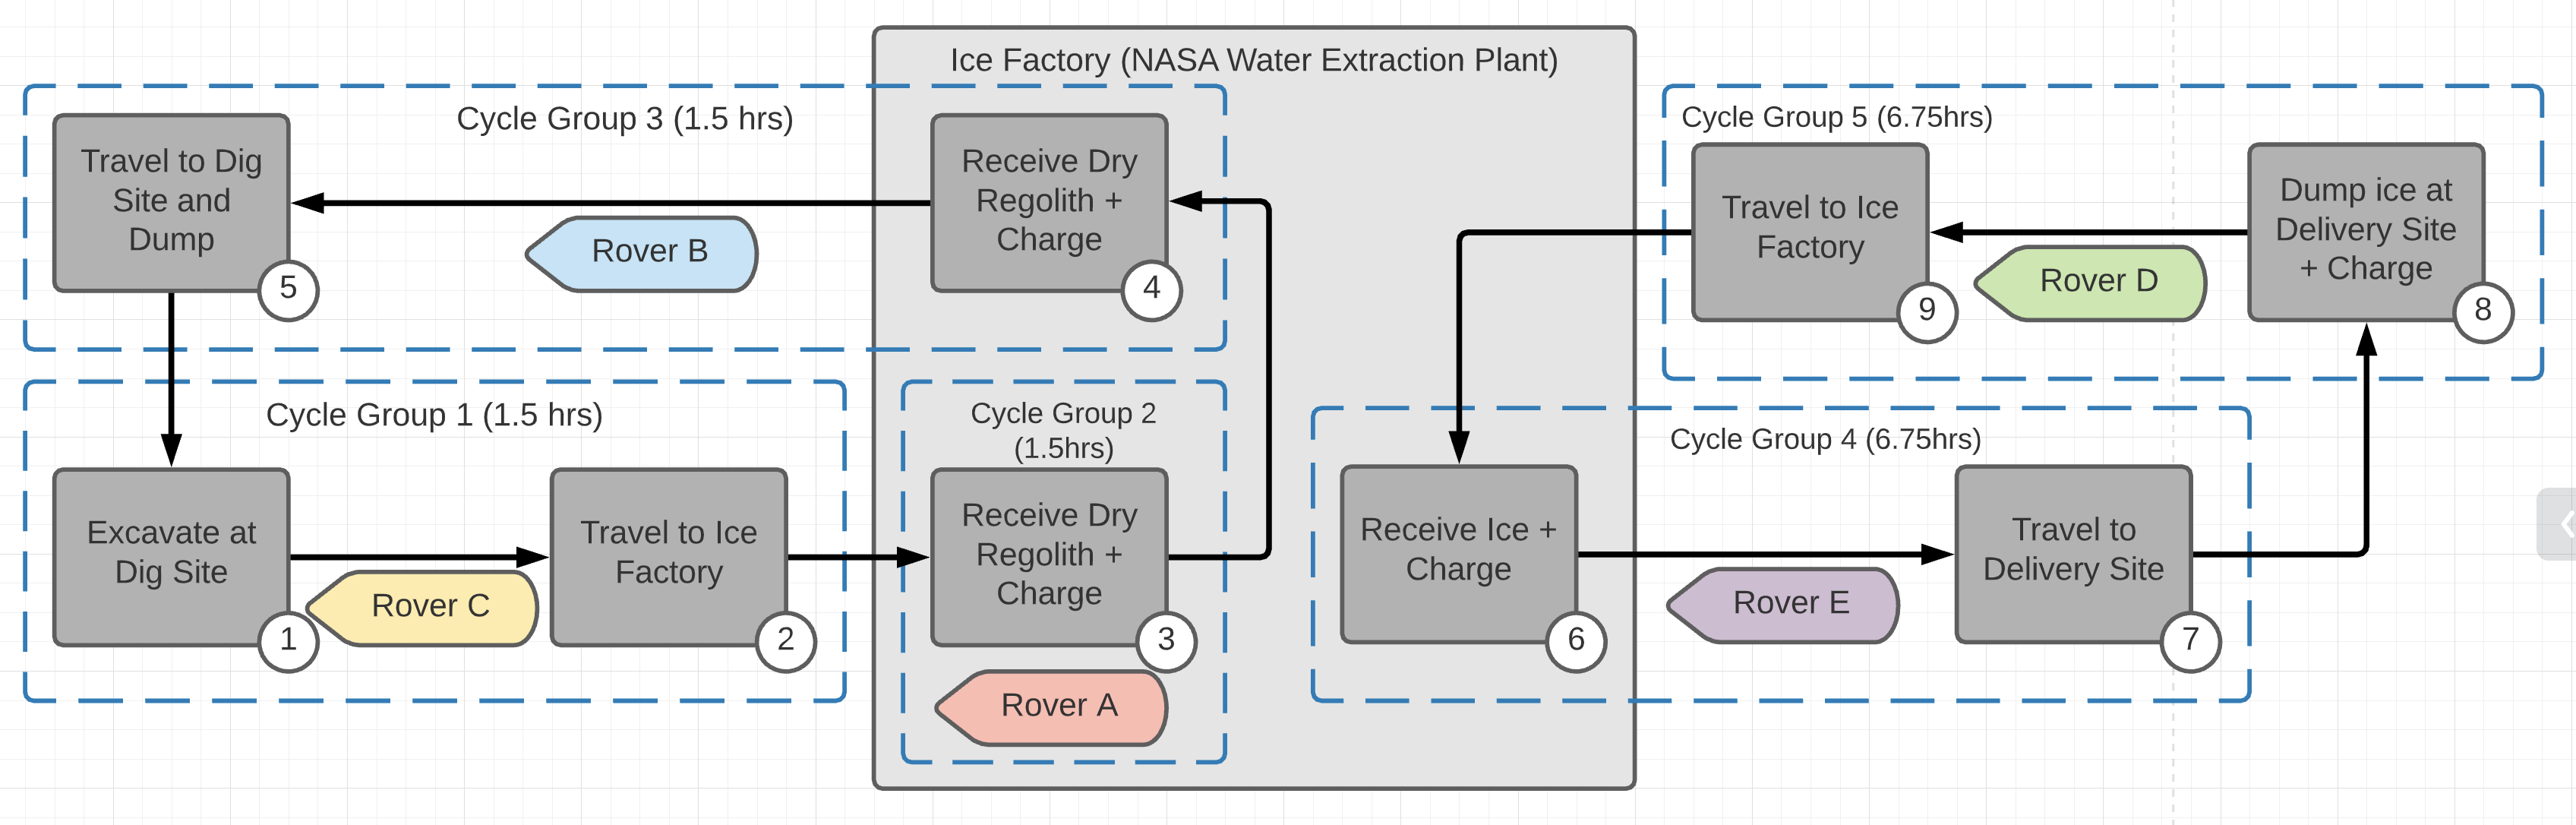 Ice Factory (NASA Water Extraction Plant)
Cycle Group 3 (1.5 hrs)
Travel to Dig
Site and
Dump
5
Rover B
Receive Dry
Regolith +
Charge
4
Cycle Group 1 (1.5 hrs)
Excavate at
Dig Site
1
Rover C
Travel to Ice
Factory
2
Cycle Group 2
(1.5hrs)
Receive Dry
Regolith +
Charge
3
Rover A
Cycle Group 5 (6.75hrs)
Travel to Ice
Factory
9
Rover D
Dump ice at
Delivery Site
+ Charge
8
Cycle Group 4 (6.75hrs)
Receive Ice +
Charge
6
Rover E
Travel to
Delivery Site
7